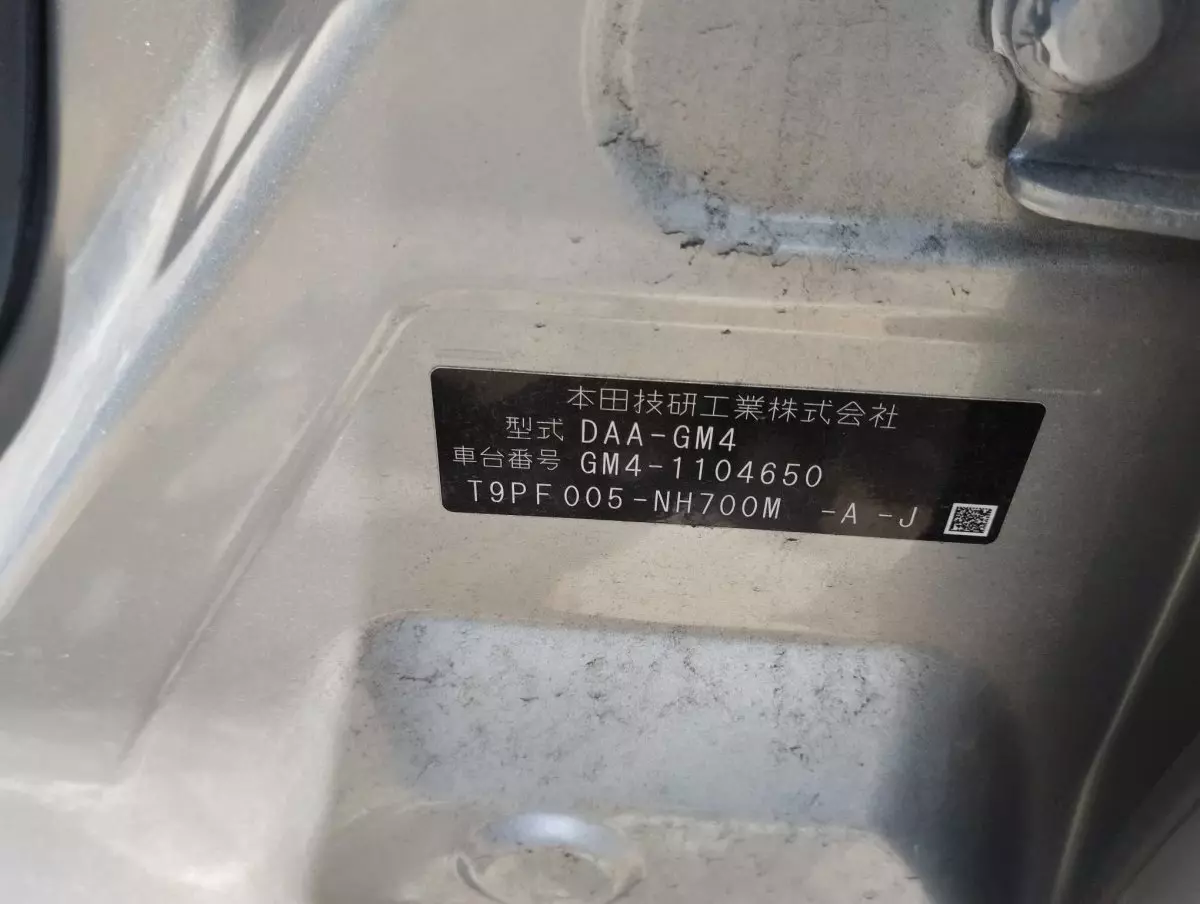 本田技研工業株式会社
型式 DAA-GM4
車台番号 GM4-1104650
T9PF005-NH700M -A -J